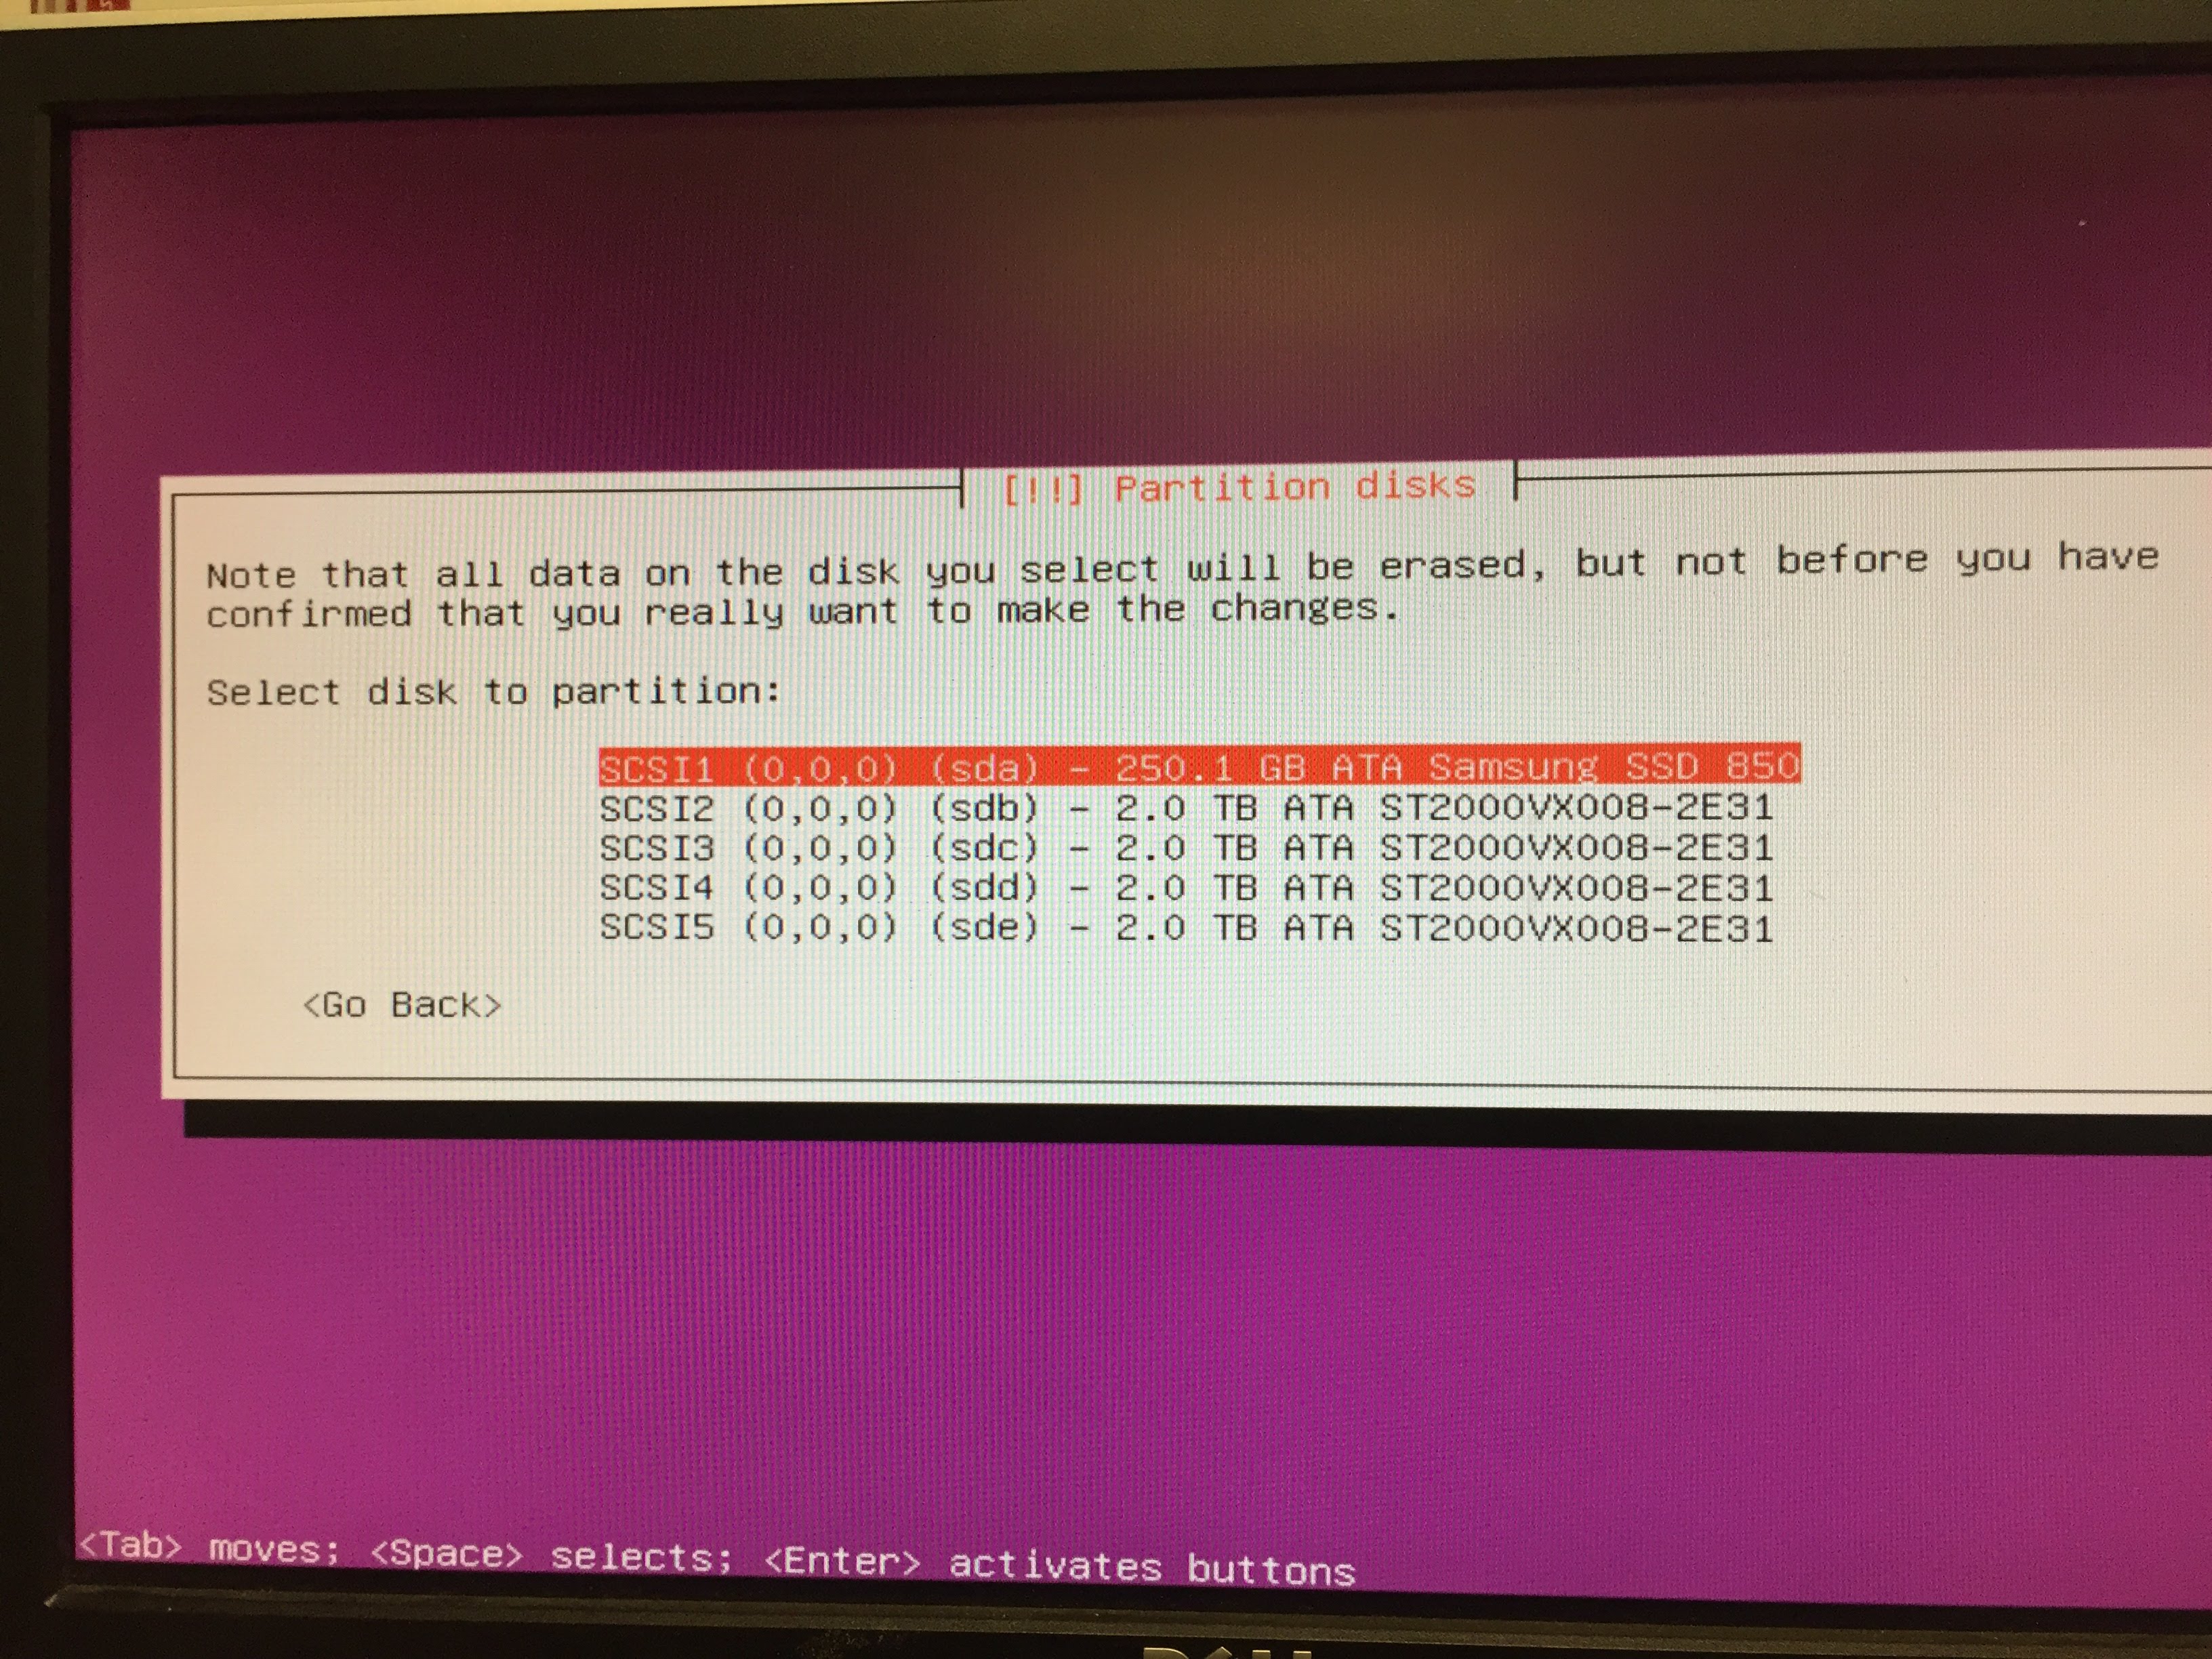 [!!] Partition disks
Note that all data on the disk you select will be erased, but not before you have
confirmed that you really want to make the changes.
Select disk to partition:
SCSI1 (0,0,0) (sda) - 250.1 GB ATA Samsung SSD 850
SCSI2 (0,0,0) (sdb) - 2.0 TB ATA ST2000VX008-2E31
SCSI3 (0,0,0) (sdc) - 2.0 TB ATA ST2000VX008-2E31
SCSI4 (0,0,0) (sdd) - 2.0 TB ATA ST2000VX008-2E31
SCSI5 (0,0,0) (sde) - 2.0 TB ATA ST2000VX008-2E31
<Go Back>
<Tab> moves; <Space> selects; <Enter> activates buttons